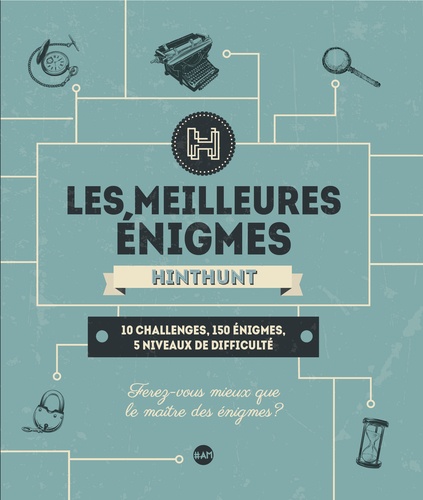 H
LES MEILLEURES
ÉNIGMES
HINTHUNT
10 CHALLENGES, 150 ÉNIGMES,
5 NIVEAUX DE DIFFICULTÉ
Ferez-vous mieux que
le maître des énigmes?
#AM